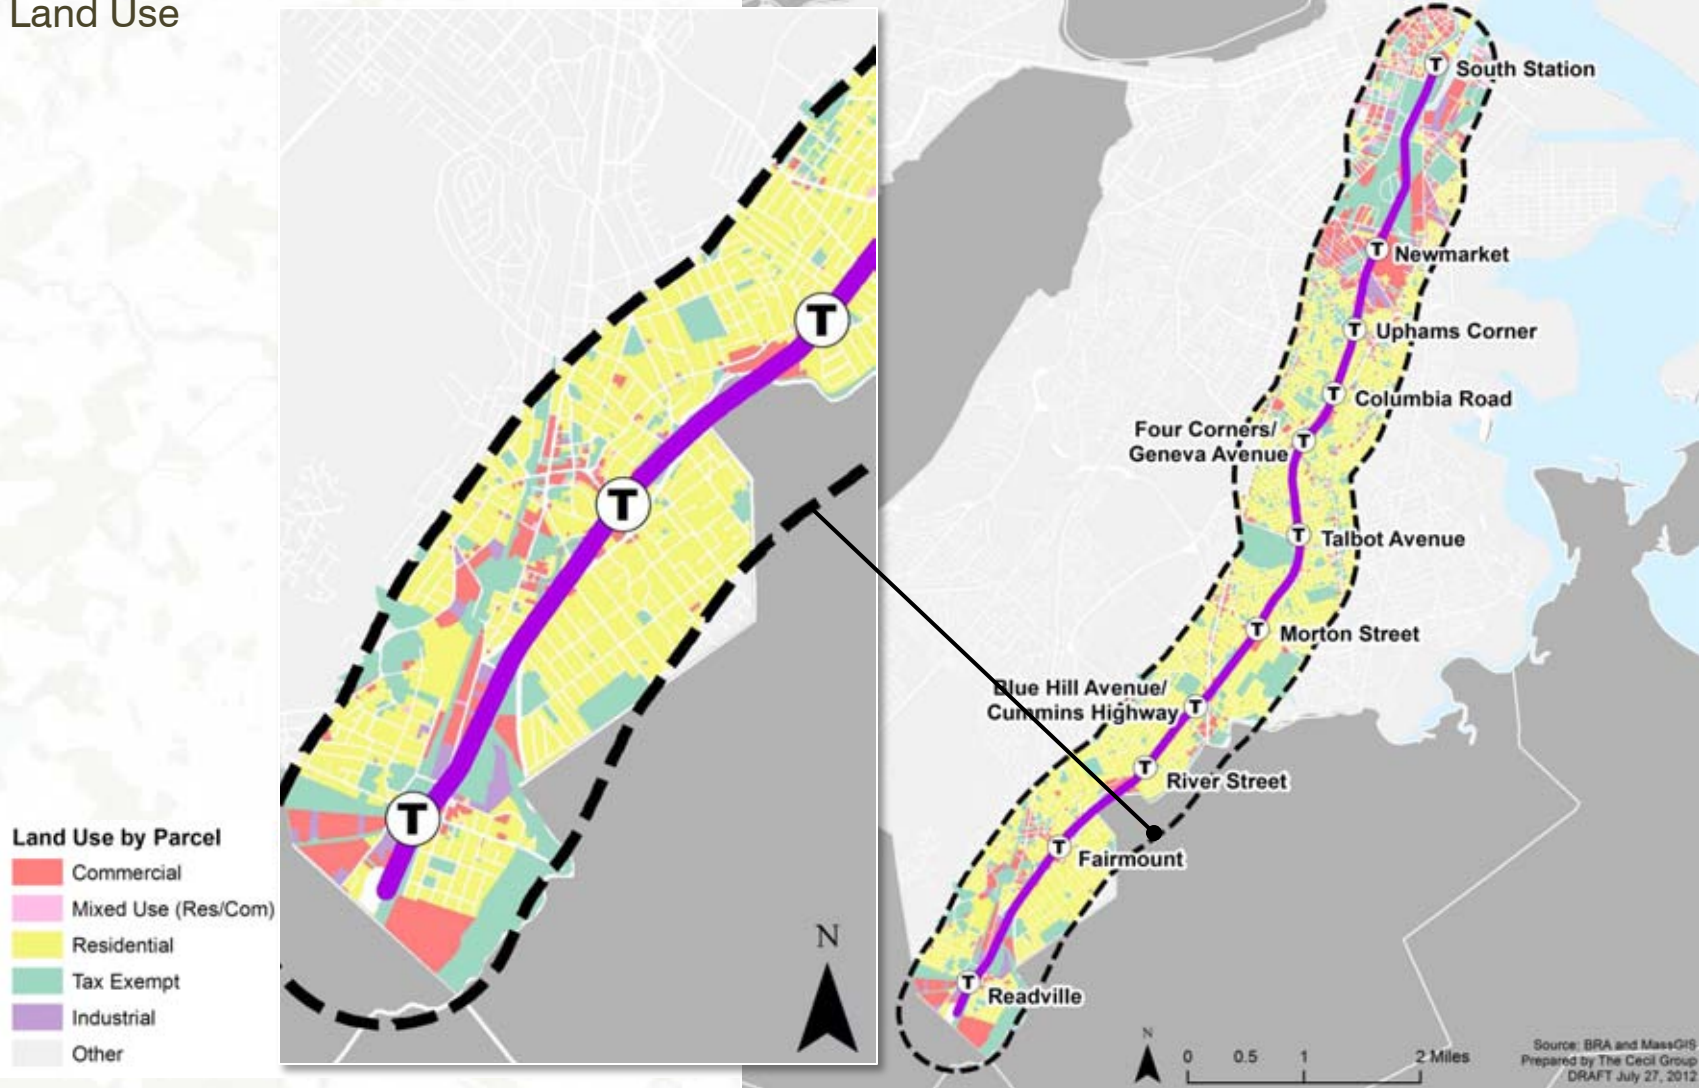 Land Use
T
South Station
T
Newmarket
T
Uphams Corner
T
Columbia Road
Four Corners/
Geneva Avenue
T
T
Talbot Avenue
T
Morton Street
Blue Hill Avenue/
Cummins Highway
T
T
River Street
T
Fairmount
T
Readville
T
T
T
N
Land Use by Parcel
Commercial
Mixed Use (Res/Com)
Residential
Tax Exempt
Industrial
Other
N
0 0.5 1 2 Miles
Source: BRA and MassGIS
Prepared by The Cecil Group
DRAFT July 27, 2012